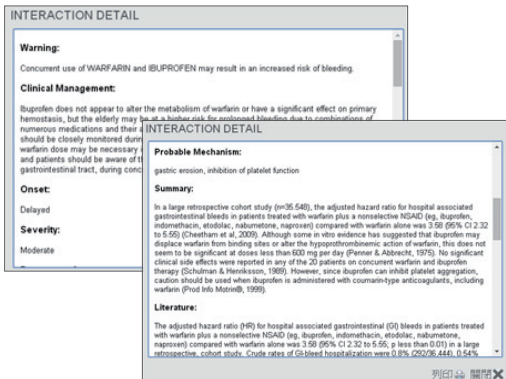 INTERACTION DETAIL
Warning:
Concurrent use of WARFARIN and IBUPROFEN may result in an increased risk of bleeding.
Clinical Management:
Ibuprofen does not appear to alter the metabolism of warfarin or have a significant effect on primary
hemostasis, but the elderly may be at a higher risk for prolonged bleeding due to combinations of
numerous medications and their
should be closely monitored
warfarin dose may be necessary
and patients should be aware of
gastrointestinal tract, during
Onset:
Delayed
Severity:
Moderate
INTERACTION DETAIL
Probable Mechanism:
gastric erosion, inhibition of platelet function
Summary:
In a large retrospective cohort study (n=35,548), the adjusted hazard ratio for hospital associated
gastrointestinal bleeds in patients treated with warfarin plus a nonselective NSAID (eg, ibuprofen,
indomethacin, etodolac, nabumetone, naproxen) compared with warfarin alone was 3.58 (95% CI 2.32
to 5.55) (Cheetham et al, 2009). Although some in vitro evidence has suggested that ibuprofen may
displace warfarin from binding sites or alter the hypoprothrombinemic action of warfarin, this does not
seem to be significant at doses less than 600 mg per day (Penner & Abbrecht, 1975). No significant
clinical side effects were reported in any of the 20 patients on concurrent warfarin and ibuprofen
therapy (Schulman & Henriksson, 1989). However, since ibuprofen can inhibit platelet aggregation,
caution should be used when ibuprofen is administered with coumarin-type anticoagulants, including
warfarin (Prod Info Motrin®, 1999).
Literature:
The adjusted hazard ratio (HR) for hospital associated gastrointestinal (GI) bleeds in patients treated
with warfarin plus a nonselective NSAID (eg, ibuprofen, indomethacin, etodolac, nabumetone,
naproxen) compared with warfarin alone was 3.58 (95% CI 2.32 to 5.55; p less than 0.01) in a large
retrospective, cohort study. Crude rates of GI-bleed hospitalization were 0.8% (292/36,444), 0.54%
列印 關閉